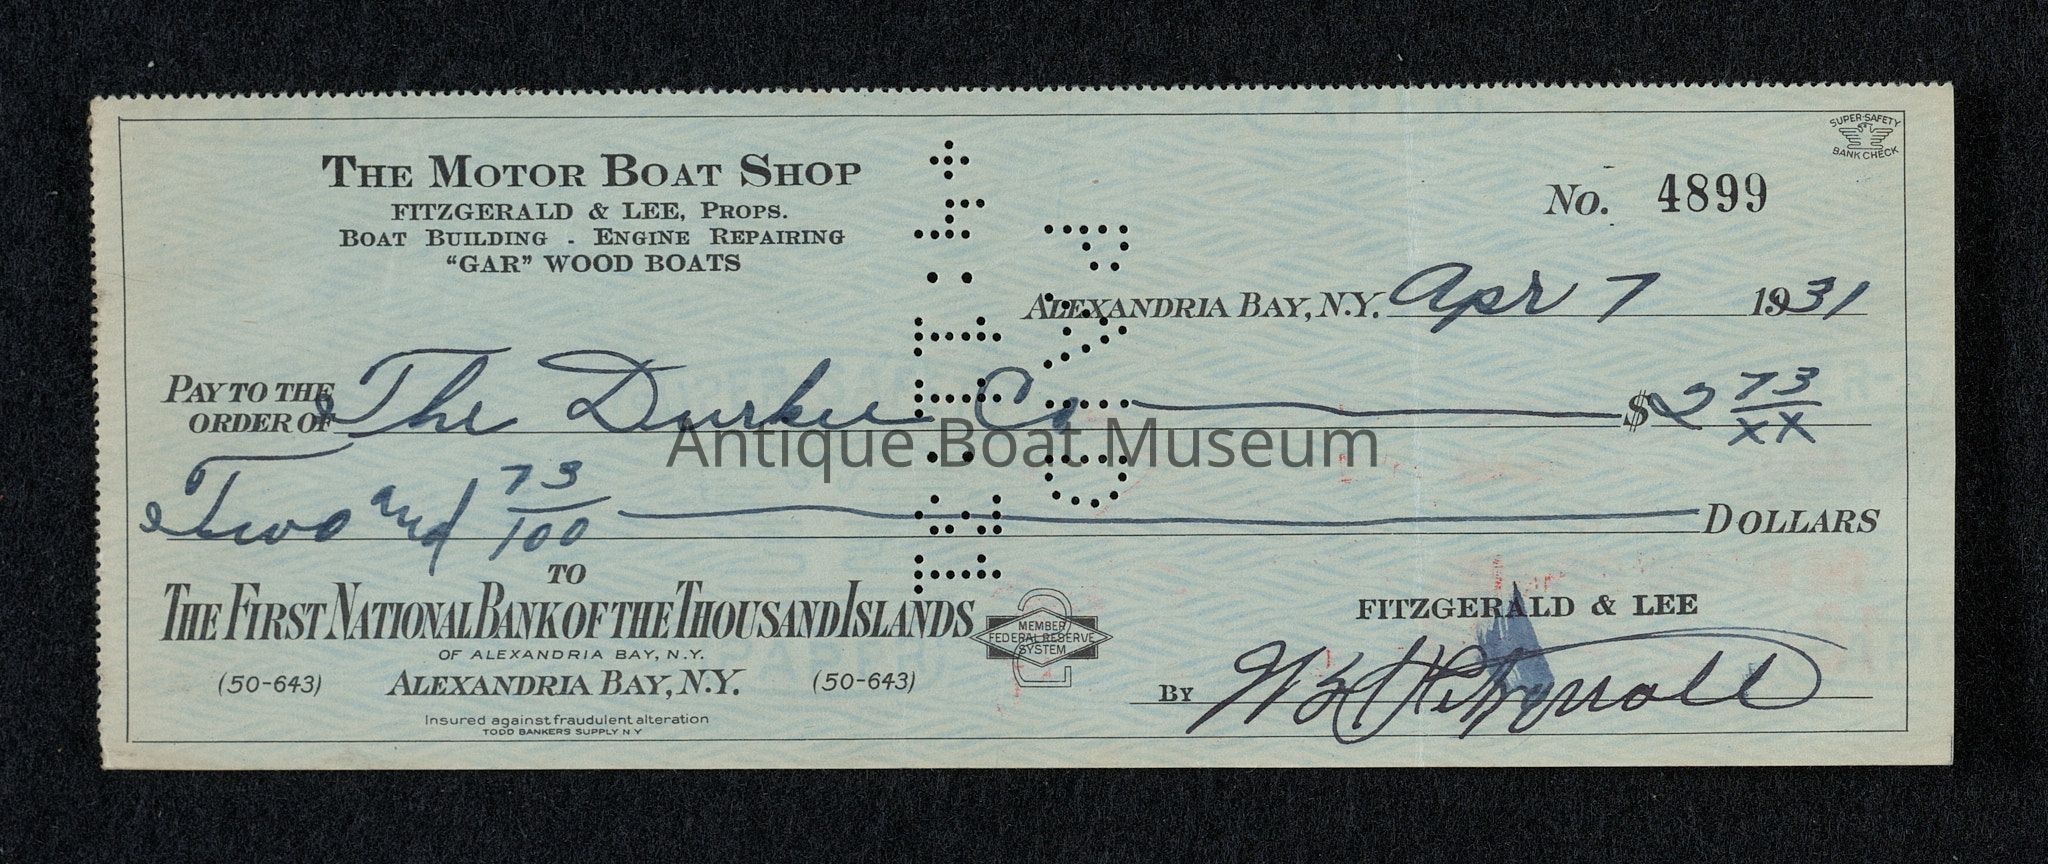 SUPER-SAFETY
BANK CHECK
THE MOTOR BOAT SHOP
FITZGERALD & LEE, PROPS.
BOAT BUILDING - ENGINE REPAIRING
"GAR" WOOD BOATS
No. 4899
ALEXANDRIA BAY, N.Y. Apr 7 1931
PAY TO THE ORDER OF The Durkee Co $2 73/XX
Antique Boat Museum
Two and 73/100 DOLLARS
TO
THE FIRST NATIONAL BANK OF THE THOUSAND ISLANDS
OF ALEXANDRIA BAY, N.Y.
(50-643) ALEXANDRIA BAY, N.Y. (50-643)
MEMBER
FEDERAL RESERVE
SYSTEM
Insured against fraudulent alteration
TODD BANKERS SUPPLY N Y
FITZGERALD & LEE
BY Fitzgerald